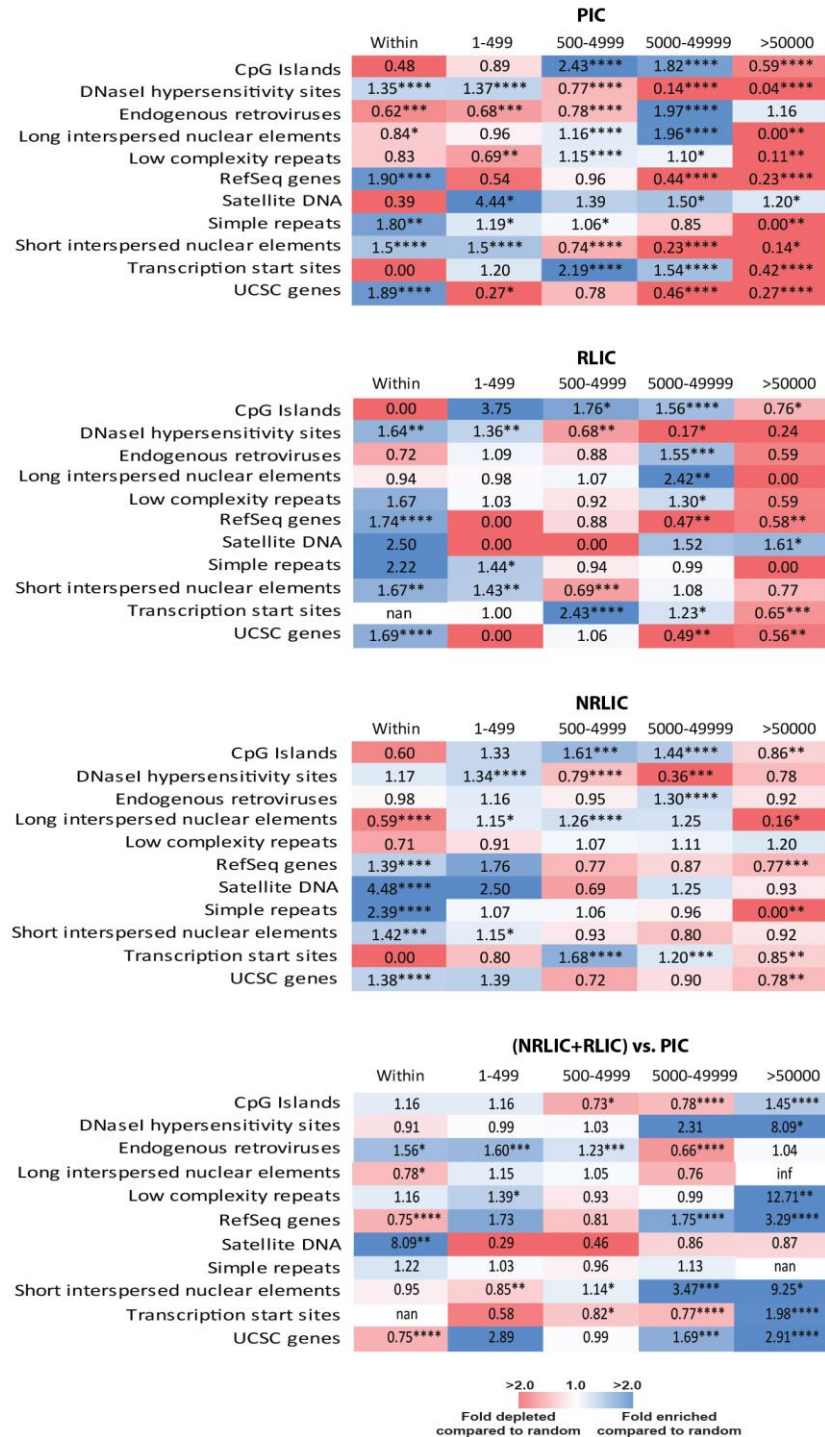 PIC
Within 1-499 500-4999 5000-49999 >50000
CpG Islands 0.48 0.89 2.43**** 1.82**** 0.59****
DNaseI hypersensitivity sites 1.35**** 1.37**** 0.77**** 0.14**** 0.04****
Endogenous retroviruses 0.62*** 0.68*** 0.78**** 1.97**** 1.16
Long interspersed nuclear elements 0.84* 0.96 1.16**** 1.96**** 0.00**
Low complexity repeats 0.83 0.69** 1.15**** 1.10* 0.11**
RefSeq genes 1.90**** 0.54 0.96 0.44**** 0.23****
Satellite DNA 0.39 4.44* 1.39 1.50* 1.20*
Simple repeats 1.80** 1.19* 1.06* 0.85 0.00**
Short interspersed nuclear elements 1.5**** 1.5**** 0.74**** 0.23**** 0.14*
Transcription start sites 0.00 1.20 2.19**** 1.54**** 0.42****
UCSC genes 1.89**** 0.27* 0.78 0.46**** 0.27****
RLIC
Within 1-499 500-4999 5000-49999 >50000
CpG Islands 0.00 3.75 1.76* 1.56**** 0.76*
DNaseI hypersensitivity sites 1.64** 1.36** 0.68** 0.17* 0.24
Endogenous retroviruses 0.72 1.09 0.88 1.55*** 0.59
Long interspersed nuclear elements 0.94 0.98 1.07 2.42** 0.00
Low complexity repeats 1.67 1.03 0.92 1.30* 0.59
RefSeq genes 1.74**** 0.00 0.88 0.47** 0.58**
Satellite DNA 2.50 0.00 0.00 1.52 1.61*
Simple repeats 2.22 1.44* 0.94 0.99 0.00
Short interspersed nuclear elements 1.67** 1.43** 0.69*** 1.08 0.77
Transcription start sites nan 1.00 2.43**** 1.23* 0.65***
UCSC genes 1.69**** 0.00 1.06 0.49** 0.56**
NRLIC
Within 1-499 500-4999 5000-49999 >50000
CpG Islands 0.60 1.33 1.61*** 1.44**** 0.86**
DNaseI hypersensitivity sites 1.17 1.34**** 0.79**** 0.36*** 0.78
Endogenous retroviruses 0.98 1.16 0.95 1.30**** 0.92
Long interspersed nuclear elements 0.59**** 1.15* 1.26**** 1.25 0.16*
Low complexity repeats 0.71 0.91 1.07 1.11 1.20
RefSeq genes 1.39**** 1.76 0.77 0.87 0.77***
Satellite DNA 4.48**** 2.50 0.69 1.25 0.93
Simple repeats 2.39**** 1.07 1.06 0.96 0.00**
Short interspersed nuclear elements 1.42*** 1.15* 0.93 0.80 0.92
Transcription start sites 0.00 0.80 1.68**** 1.20*** 0.85**
UCSC genes 1.38**** 1.39 0.72 0.90 0.78**
(NRLIC+RLIC) vs. PIC
Within 1-499 500-4999 5000-49999 >50000
CpG Islands 1.16 1.16 0.73* 0.78**** 1.45****
DNaseI hypersensitivity sites 0.91 0.99 1.03 2.31 8.09*
Endogenous retroviruses 1.56* 1.60*** 1.23*** 0.66**** 1.04
Long interspersed nuclear elements 0.78* 1.15 1.05 0.76 inf
Low complexity repeats 1.16 1.39* 0.93 0.99 12.71**
RefSeq genes 0.75**** 1.73 0.81 1.75**** 3.29****
Satellite DNA 8.09** 0.29 0.46 0.86 0.87
Simple repeats 1.22 1.03 0.96 1.13 nan
Short interspersed nuclear elements 0.95 0.85** 1.14* 3.47*** 9.25*
Transcription start sites nan 0.58 0.82* 0.77**** 1.98****
UCSC genes 0.75**** 2.89 0.99 1.69*** 2.91****
>2.0 1.0 >2.0
Fold depleted Fold enriched
compared to random compared to random